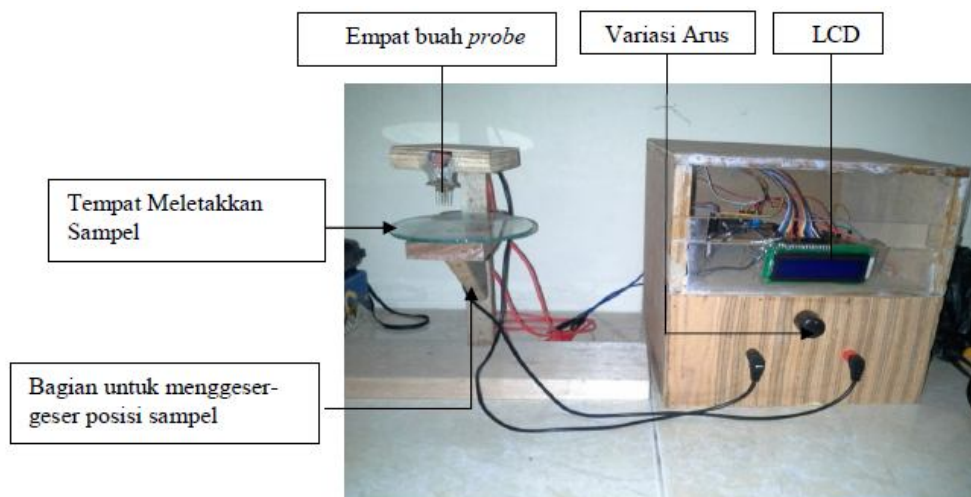 Empat buah probe
Variasi Arus
LCD
Tempat Meletakkan
Sampel
Bagian untuk menggeser-
geser posisi sampel